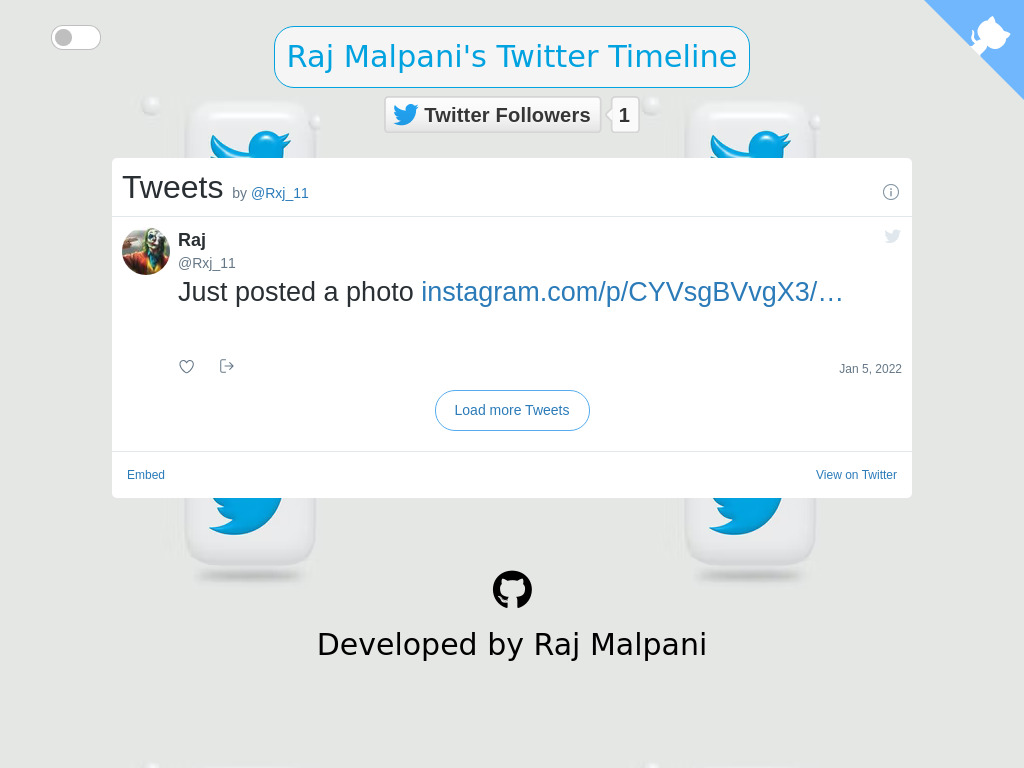 Raj Malpani's Twitter Timeline
Twitter Followers 1
Tweets by @Rxj_11
Raj
@Rxj_11
Just posted a photo instagram.com/p/CYVsgBVvgX3/…
Jan 5, 2022
Load more Tweets
Embed View on Twitter
Developed by Raj Malpani